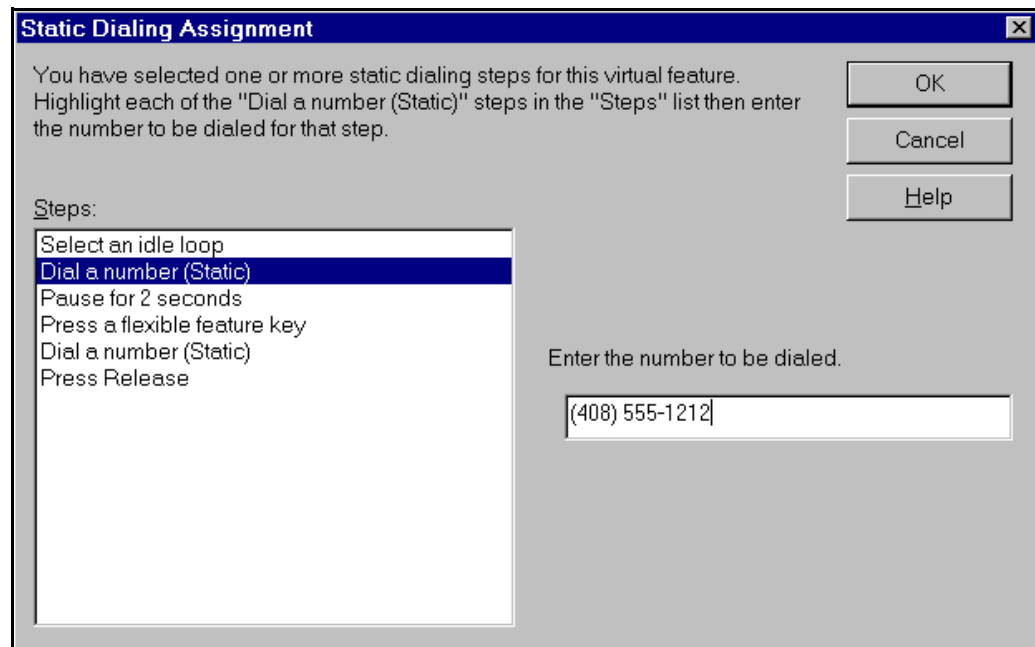 Static Dialing Assignment
You have selected one or more static dialing steps for this virtual feature.
Highlight each of the "Dial a number (Static)" steps in the "Steps" list then enter
the number to be dialed for that step.
OK
Cancel
Help
Steps:
Select an idle loop
Dial a number (Static)
Pause for 2 seconds
Press a flexible feature key
Dial a number (Static)
Press Release
Enter the number to be dialed.
(408) 555-1212